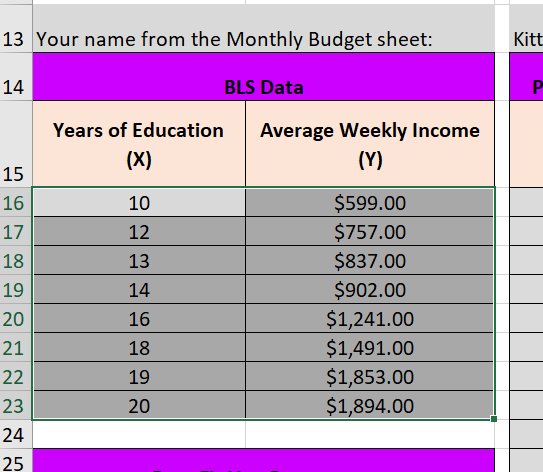 13 Your name from the Monthly Budget sheet: Kitt
14 BLS Data P
Years of Education Average Weekly Income
15 (X) (Y)
16 10 $599.00
17 12 $757.00
18 13 $837.00
19 14 $902.00
20 16 $1,241.00
21 18 $1,491.00
22 19 $1,853.00
23 20 $1,894.00
24
25